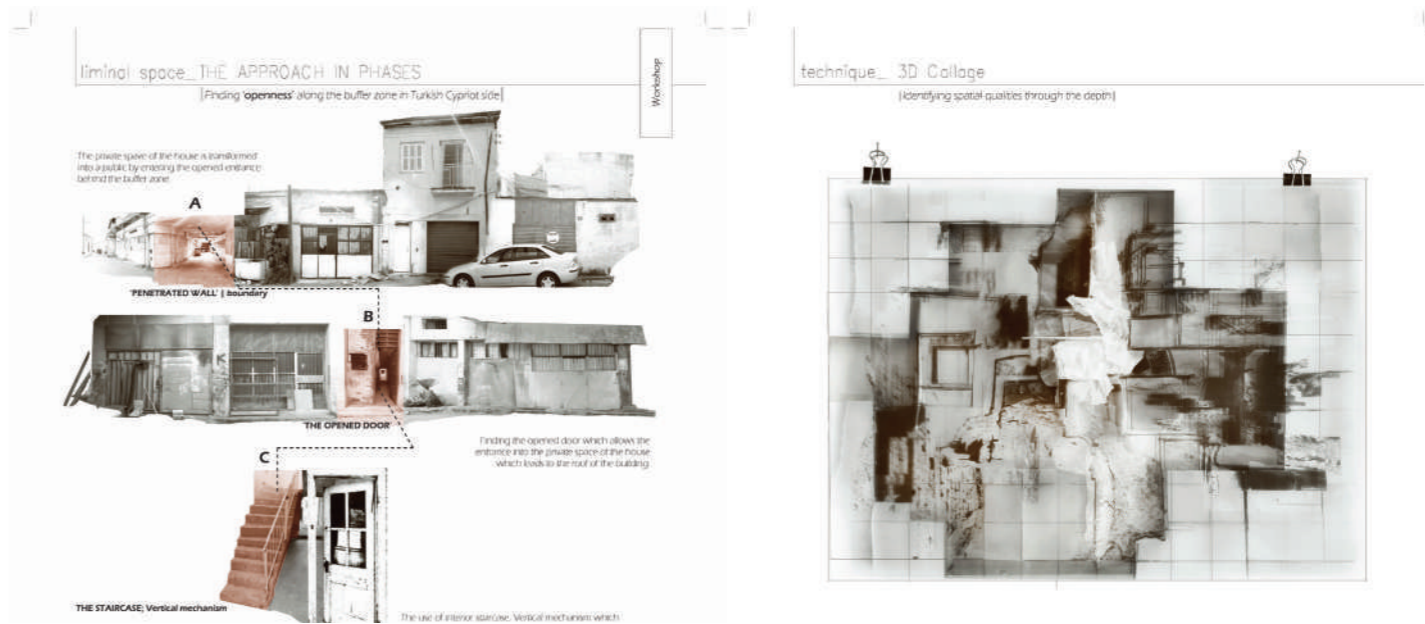 liminal space_THE APPROACH IN PHASES
|Finding 'openness' along the buffer zone in Turkish Cypriot side|
Workshop
The private space of the house is transformed
into a public by entering the opened entrance
behind the buffer zone
A
'PENETRATED WALL' | boundary
B
'THE OPENED DOOR'
Finding the opened door which allows the
entrance into the private space of the house
which leads to the roof of the building.
C
THE STAIRCASE; Vertical mechanism
The use of interior staircase. Vertical mechanism which
technique_ 3D Collage
|Identifying spatial qualities through the depth|